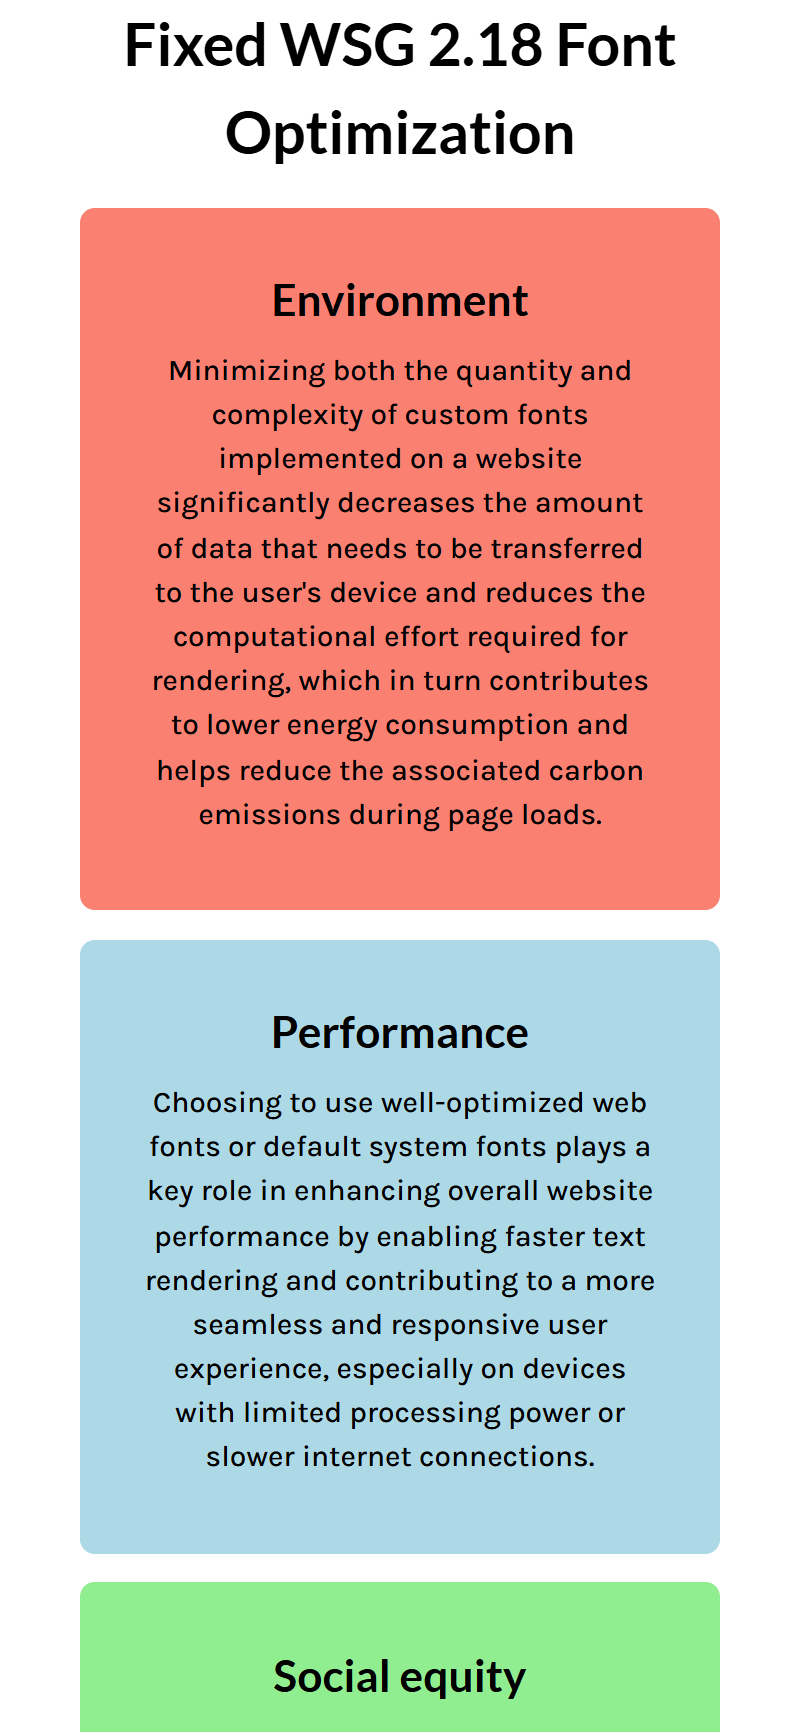 Fixed WSG 2.18 Font
Optimization
Environment
Minimizing both the quantity and
complexity of custom fonts
implemented on a website
significantly decreases the amount
of data that needs to be transferred
to the user's device and reduces the
computational effort required for
rendering, which in turn contributes
to lower energy consumption and
helps reduce the associated carbon
emissions during page loads.
Performance
Choosing to use well-optimized web
fonts or default system fonts plays a
key role in enhancing overall website
performance by enabling faster text
rendering and contributing to a more
seamless and responsive user
experience, especially on devices
with limited processing power or
slower internet connections.
Social equity